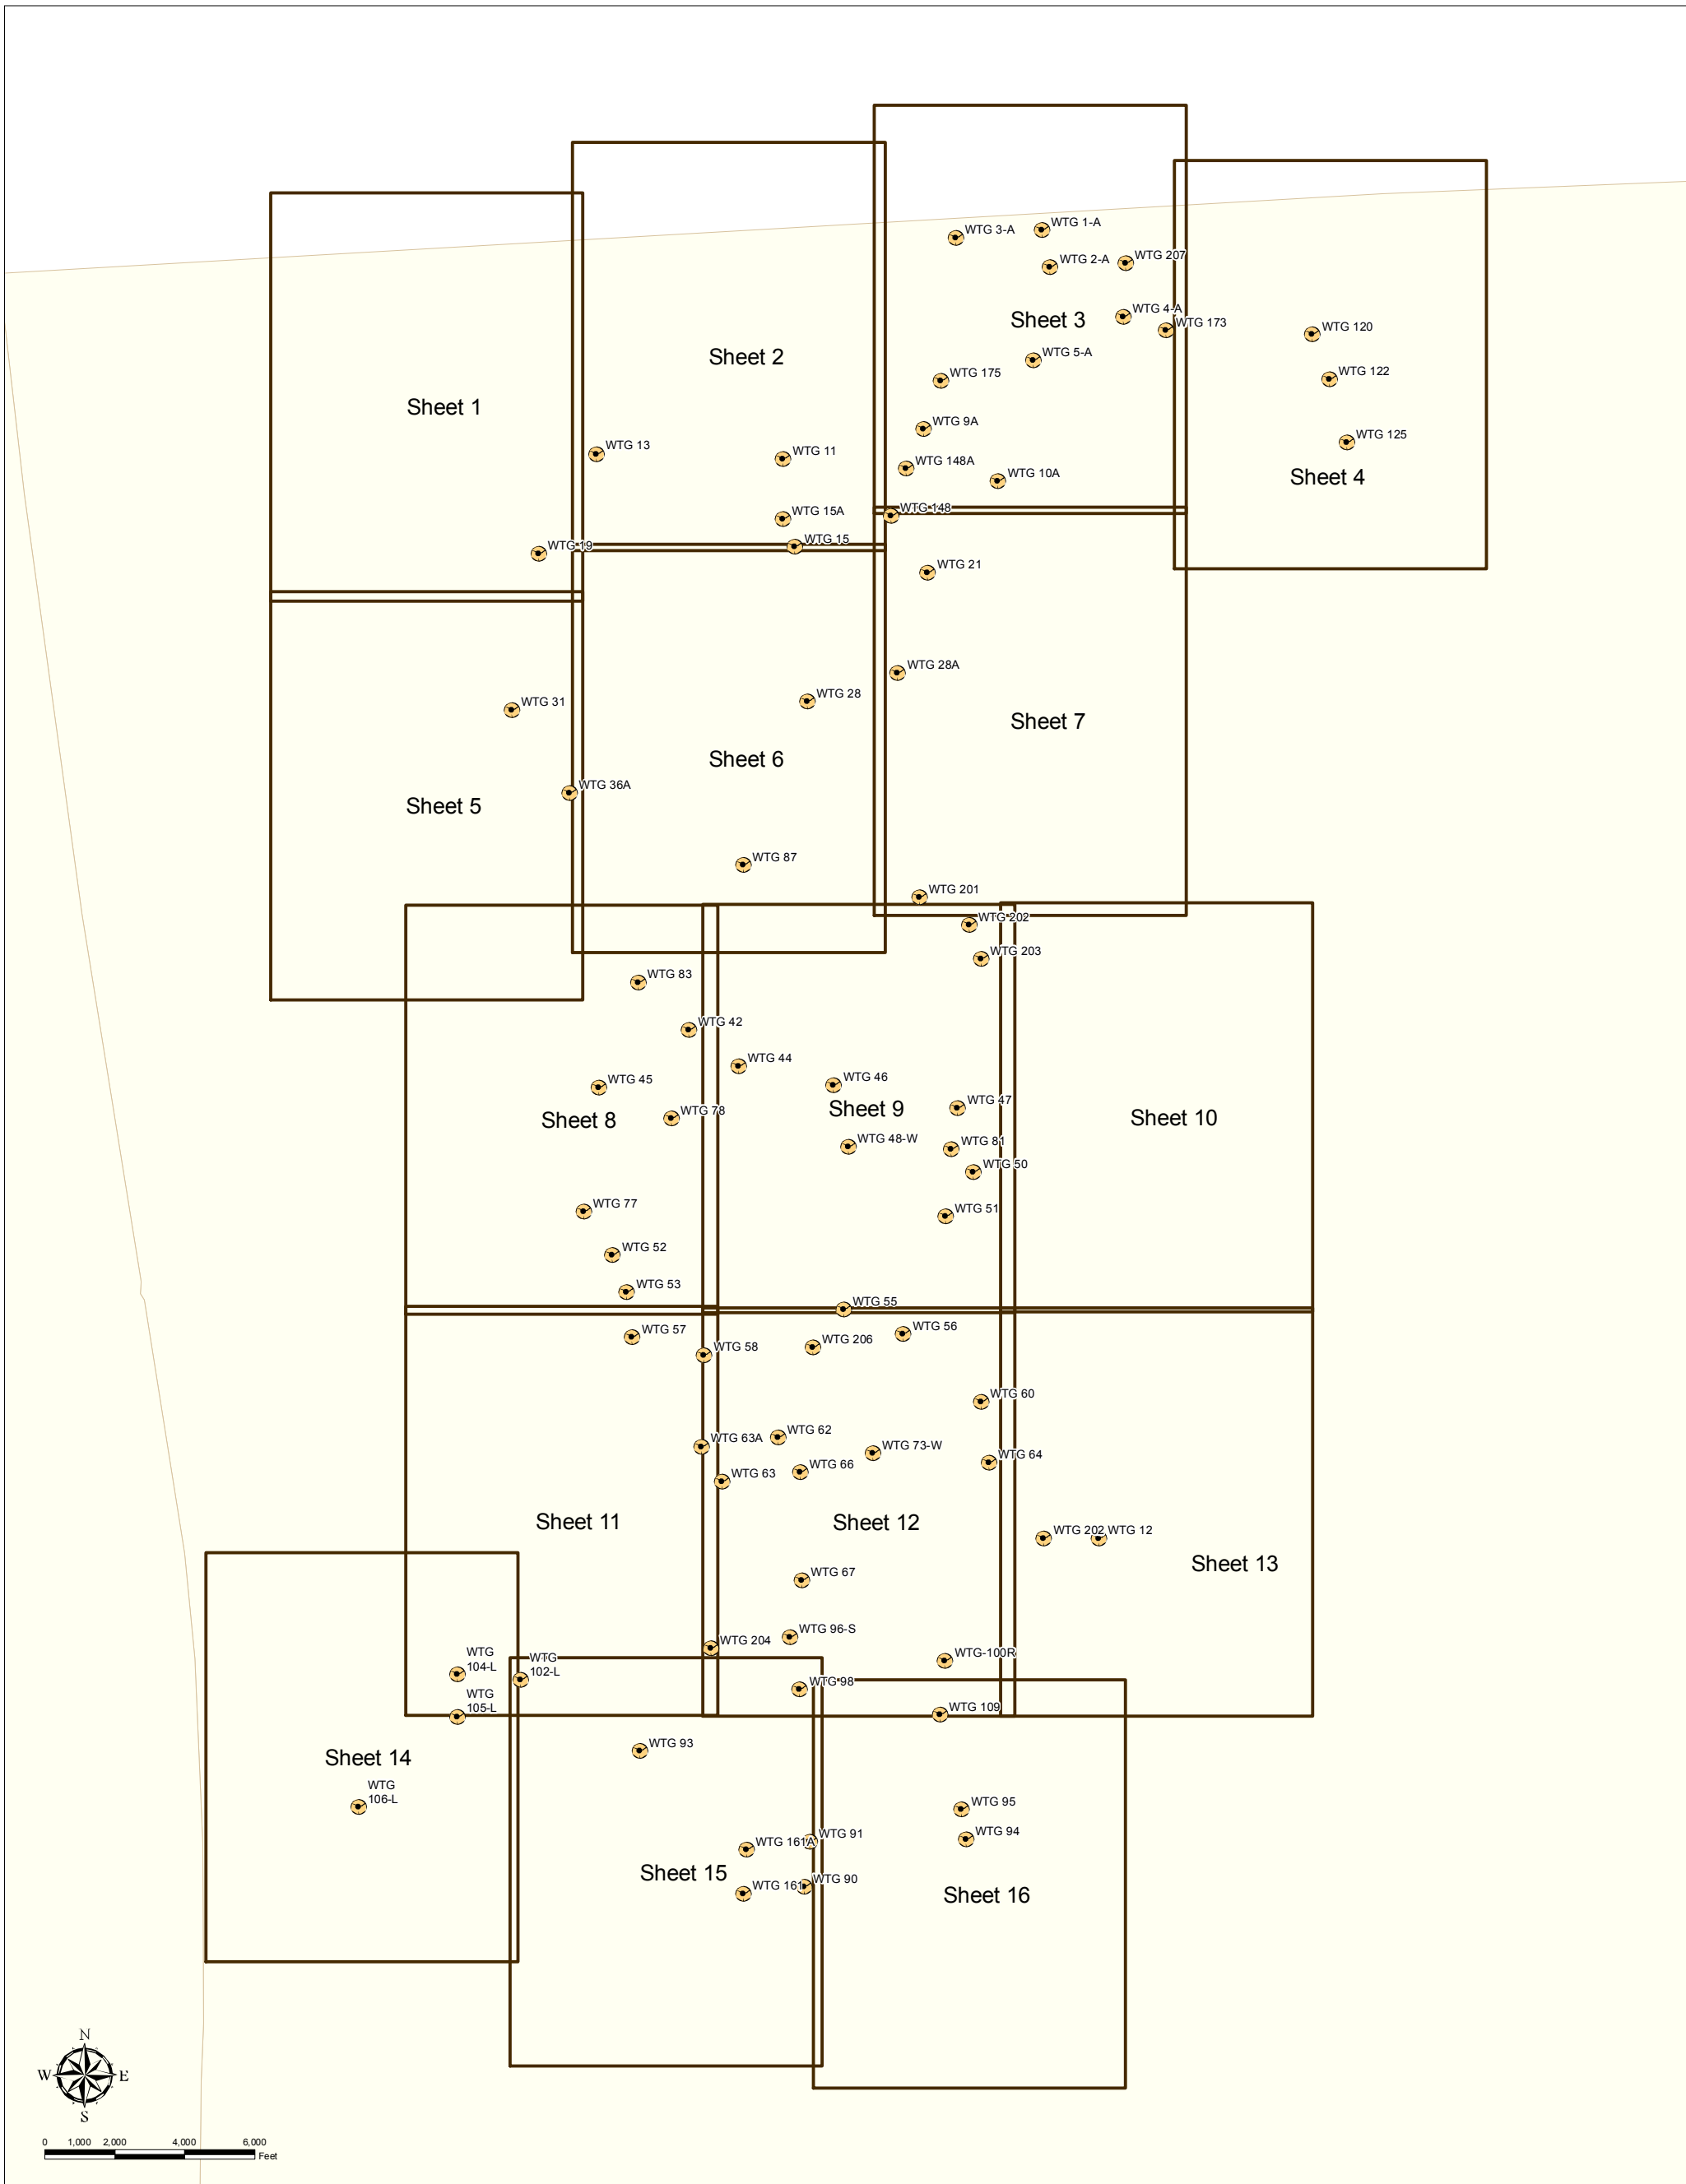 WTG 1-A
WTG 3-A
WTG 2-A
WTG 207
WTG 4-A
Sheet 3
WTG 173
WTG 120
Sheet 2
WTG 5-A
WTG 175
WTG 122
Sheet 1
WTG 9A
WTG 125
WTG 13
WTG 11
WTG 148A
WTG 10A
Sheet 4
WTG 148
WTG 15A
WTG 15
WTG 19
WTG 21
WTG 28A
WTG 28
WTG 31
Sheet 7
Sheet 6
WTG 36A
Sheet 5
WTG 87
WTG 201
WTG 202
WTG 203
WTG 83
WTG 42
WTG 44
WTG 46
WTG 45
WTG 47
Sheet 9
WTG 78
Sheet 8
Sheet 10
WTG 48-W
WTG 81
WTG 50
WTG 77
WTG 51
WTG 52
WTG 53
WTG 55
WTG 56
WTG 57
WTG 206
WTG 58
WTG 60
WTG 62
WTG 63A
WTG 73-W
WTG 64
WTG 66
WTG 63
Sheet 11
Sheet 12
WTG 202
WTG 12
Sheet 13
WTG 67
WTG 96-S
WTG 204
WTG-100R
WTG
104-L
WTG
102-L
WTG 98
WTG
105-L
WTG 109
WTG 93
Sheet 14
WTG
106-L
WTG 95
WTG 91
WTG 94
WTG 161A
Sheet 15
WTG 90
WTG 161
Sheet 16
N
W E
S
0 1,000 2,000 4,000 6,000
Feet